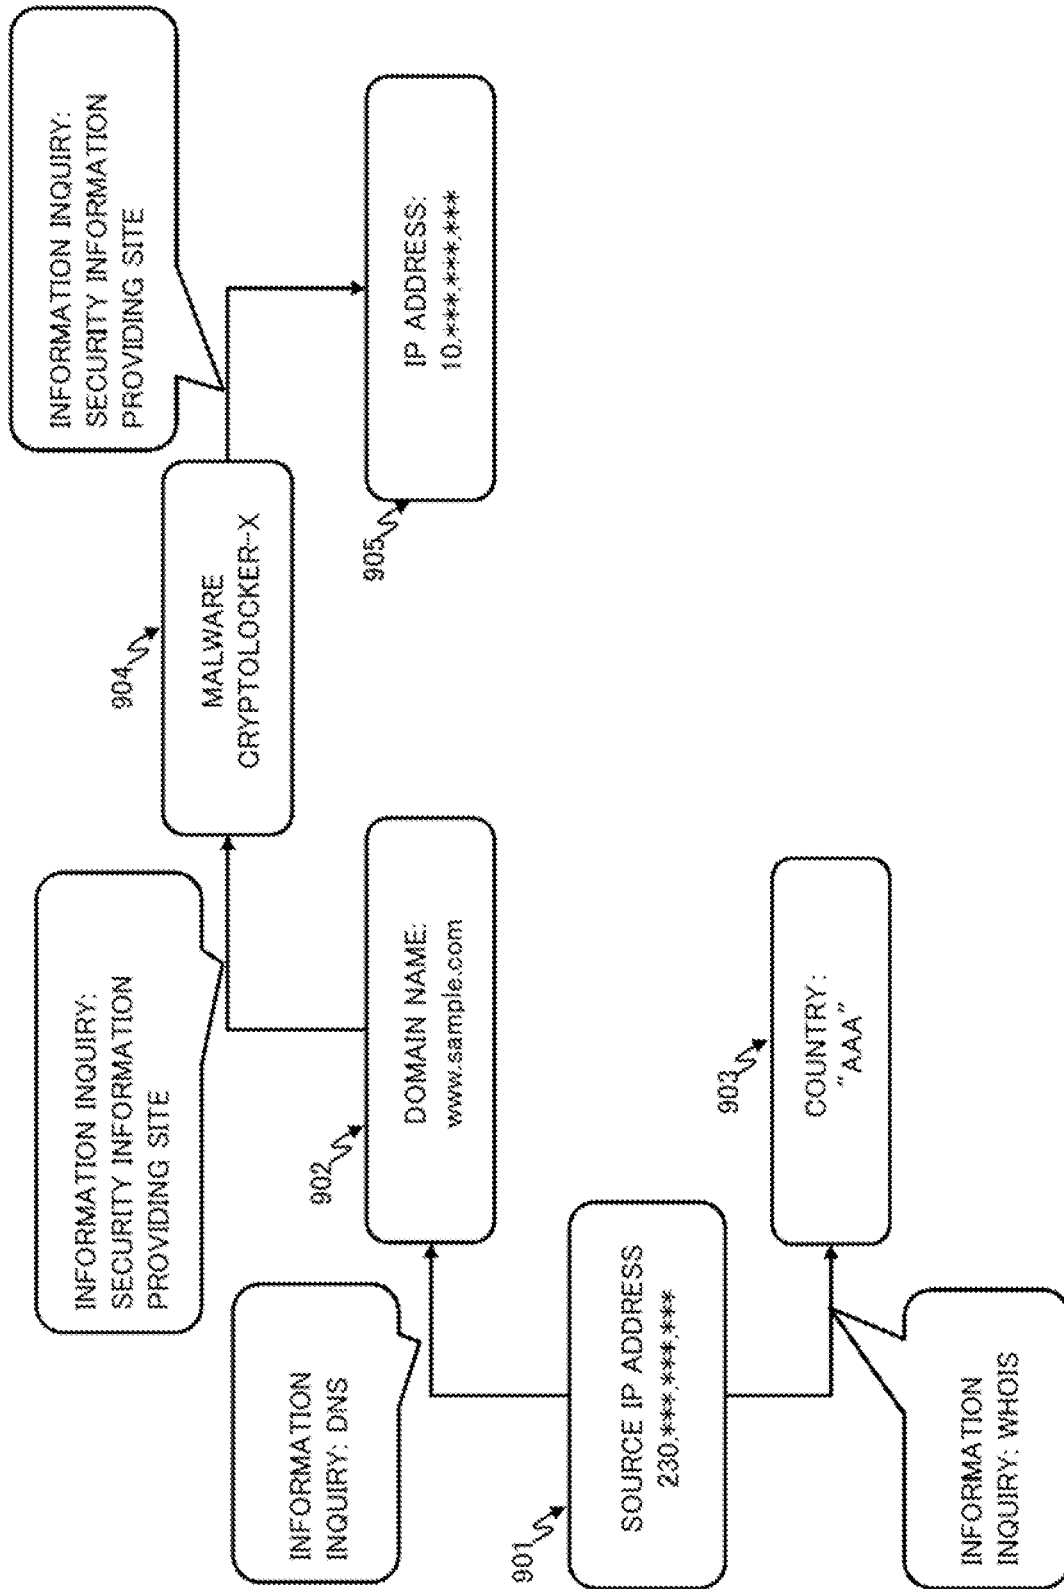 INFORMATION INQUIRY:
SECURITY INFORMATION
PROVIDING SITE
INFORMATION INQUIRY:
SECURITY INFORMATION
PROVIDING SITE
904
MALWARE
CRYPTOLOCKER-X
INFORMATION
INQUIRY: DNS
902
DOMAIN NAME:
www.sample.com
905
IP ADDRESS:
10.***.***.***
901
SOURCE IP ADDRESS
230.***.***.***
903
COUNTRY:
"AAA"
INFORMATION
INQUIRY: WHOIS